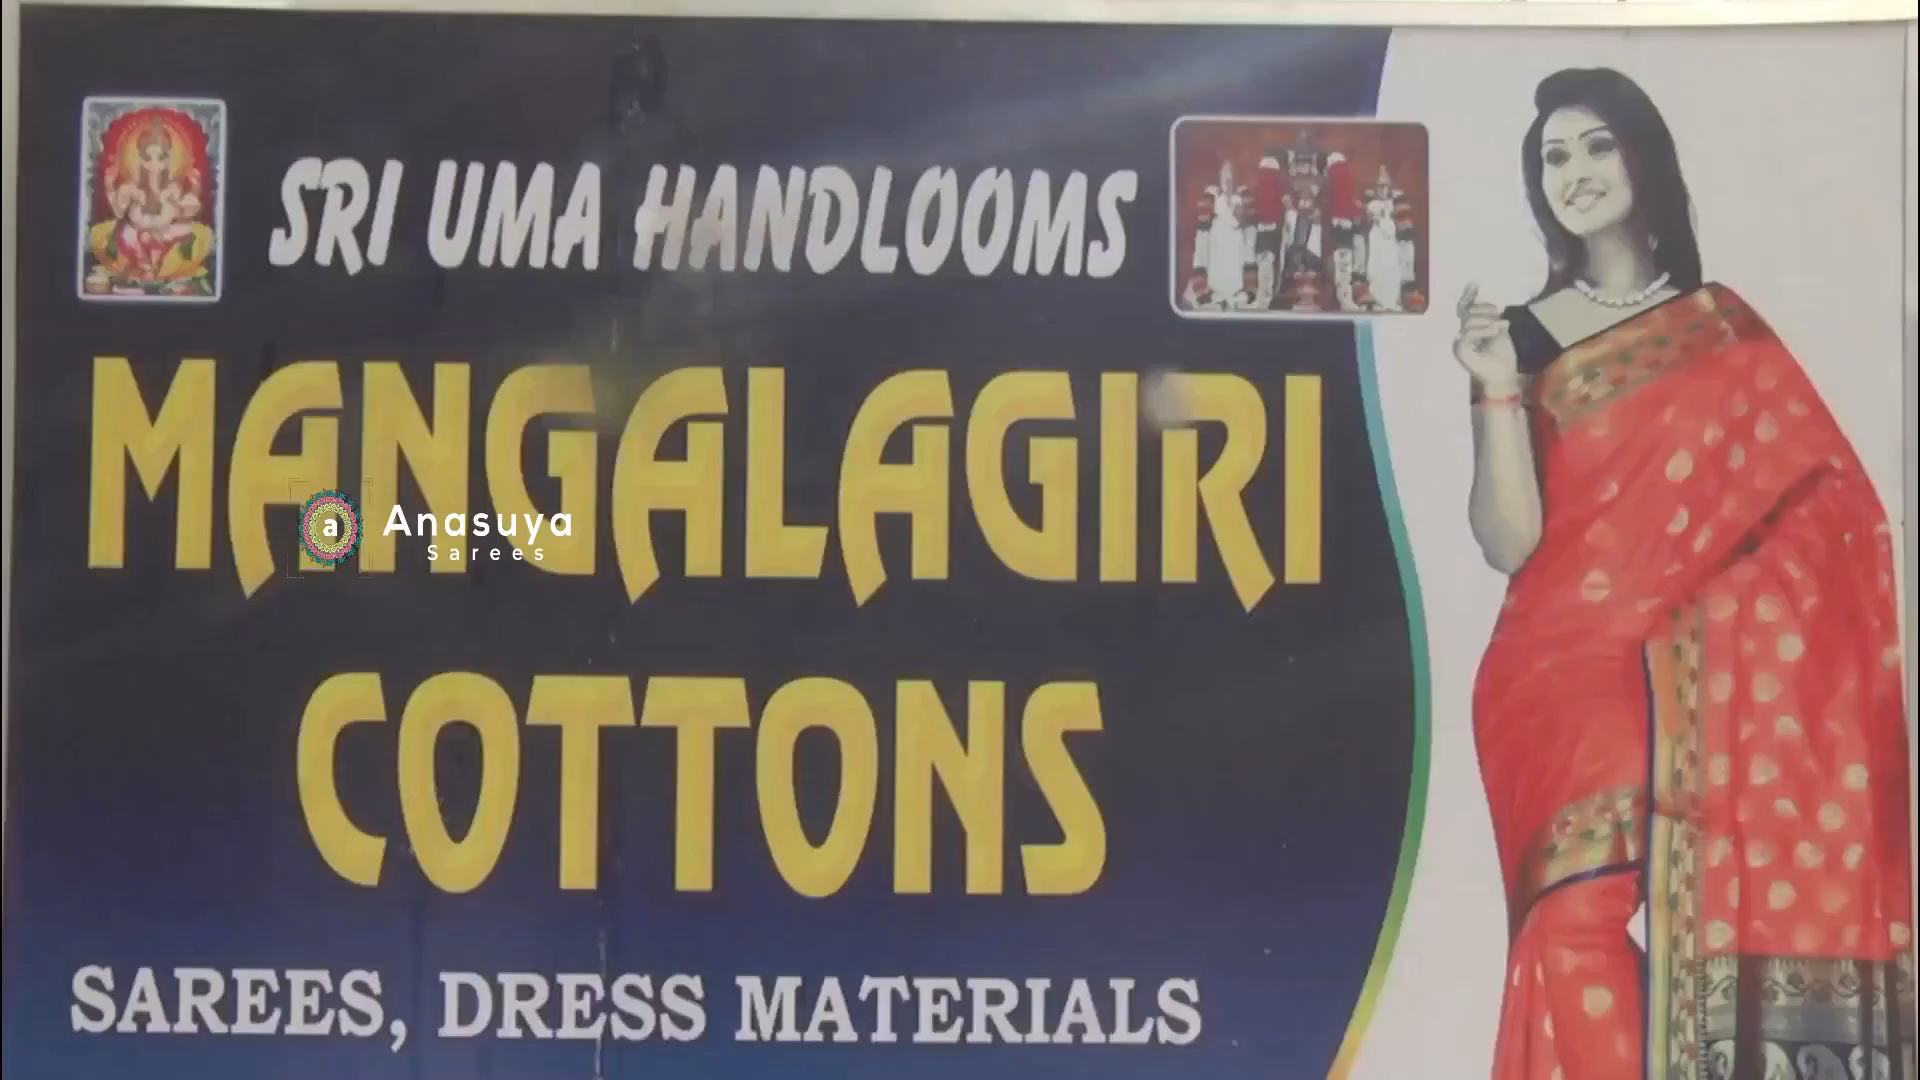 SRI UMA HANDLOOMS
MANGALAGIRI
a Anasuya
Sarees
COTTONS
SAREES, DRESS MATERIALS